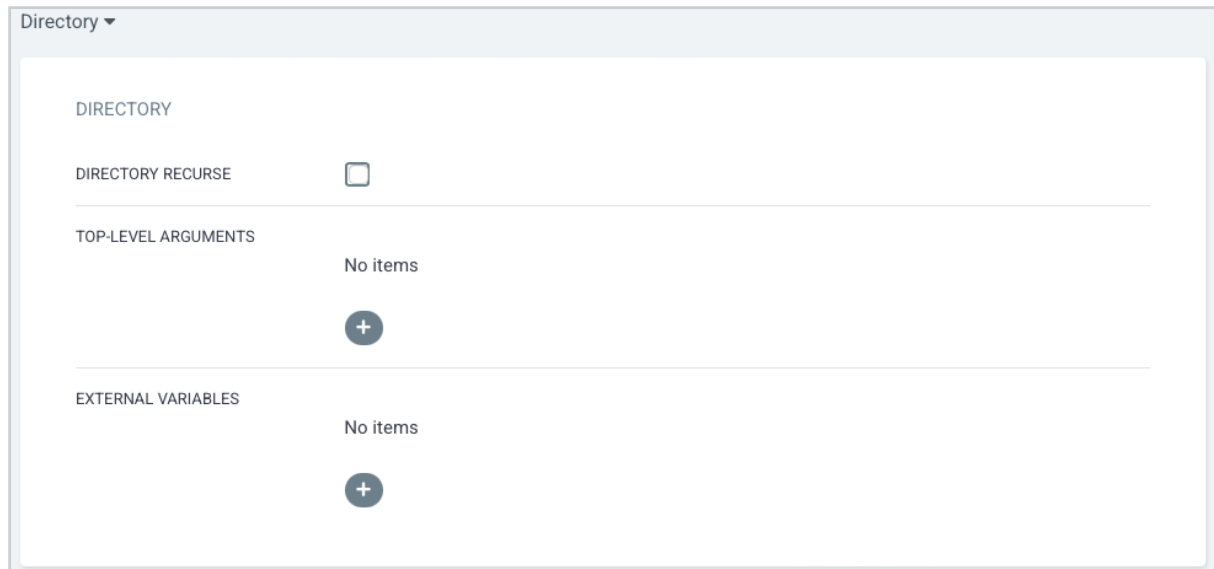 Directory
DIRECTORY
DIRECTORY RECURSE
TOP-LEVEL ARGUMENTS
No items
+
EXTERNAL VARIABLES
No items
+